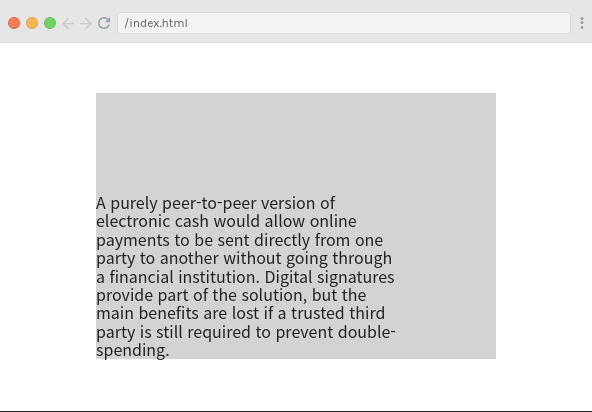 /index.html
A purely peer-to-peer version of
electronic cash would allow online
payments to be sent directly from one
party to another without going through
a financial institution. Digital signatures
provide part of the solution, but the
main benefits are lost if a trusted third
party is still required to prevent double-
spending.